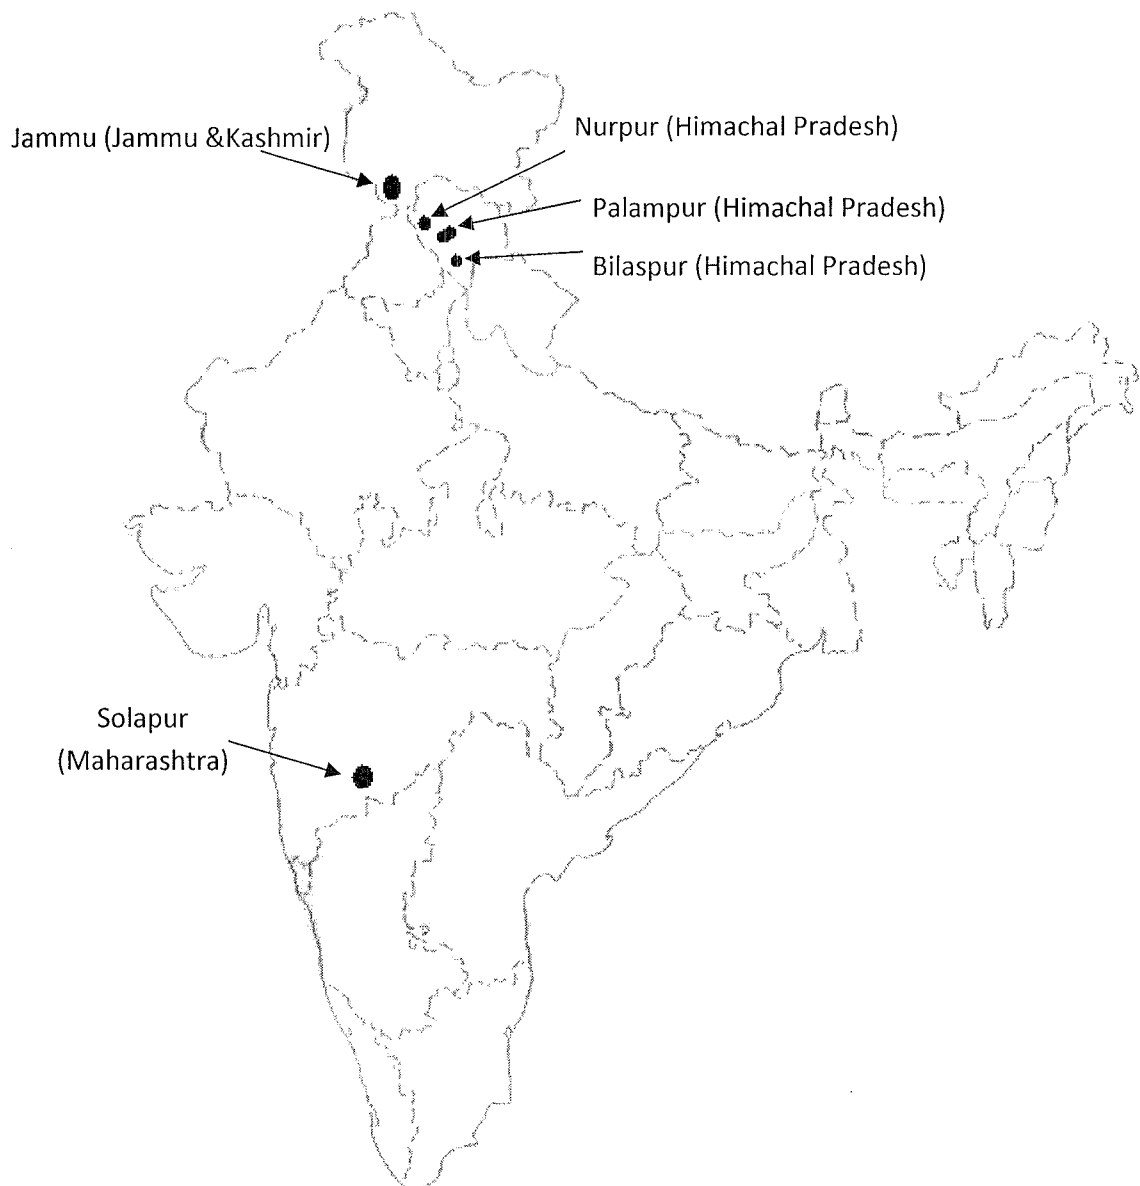 Jammu (Jammu &Kashmir)
Nurpur (Himachal Pradesh)
Palampur (Himachal Pradesh)
Bilaspur (Himachal Pradesh)
Solapur
(Maharashtra)